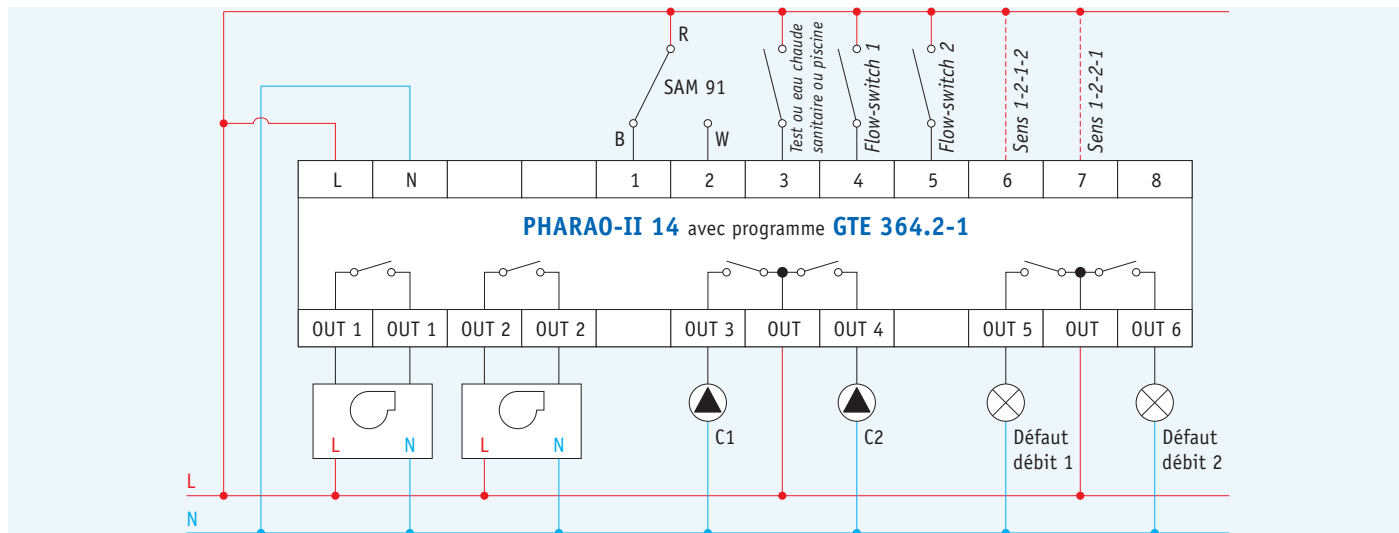 R
SAM 91
B
W
Test ou eau chaude
sanitaire ou piscine
Flow-switch 1
Flow-switch 2
Sens 1-2-1-2
Sens 1-2-2-1
L N 1 2 3 4 5 6 7 8
PHARAO-II 14 avec programme GTE 364.2-1
OUT 1 OUT 1 OUT 2 OUT 2 OUT 3 OUT OUT 4 OUT 5 OUT OUT 6
L N L N
C1
C2
Défaut
débit 1
Défaut
débit 2
L
N